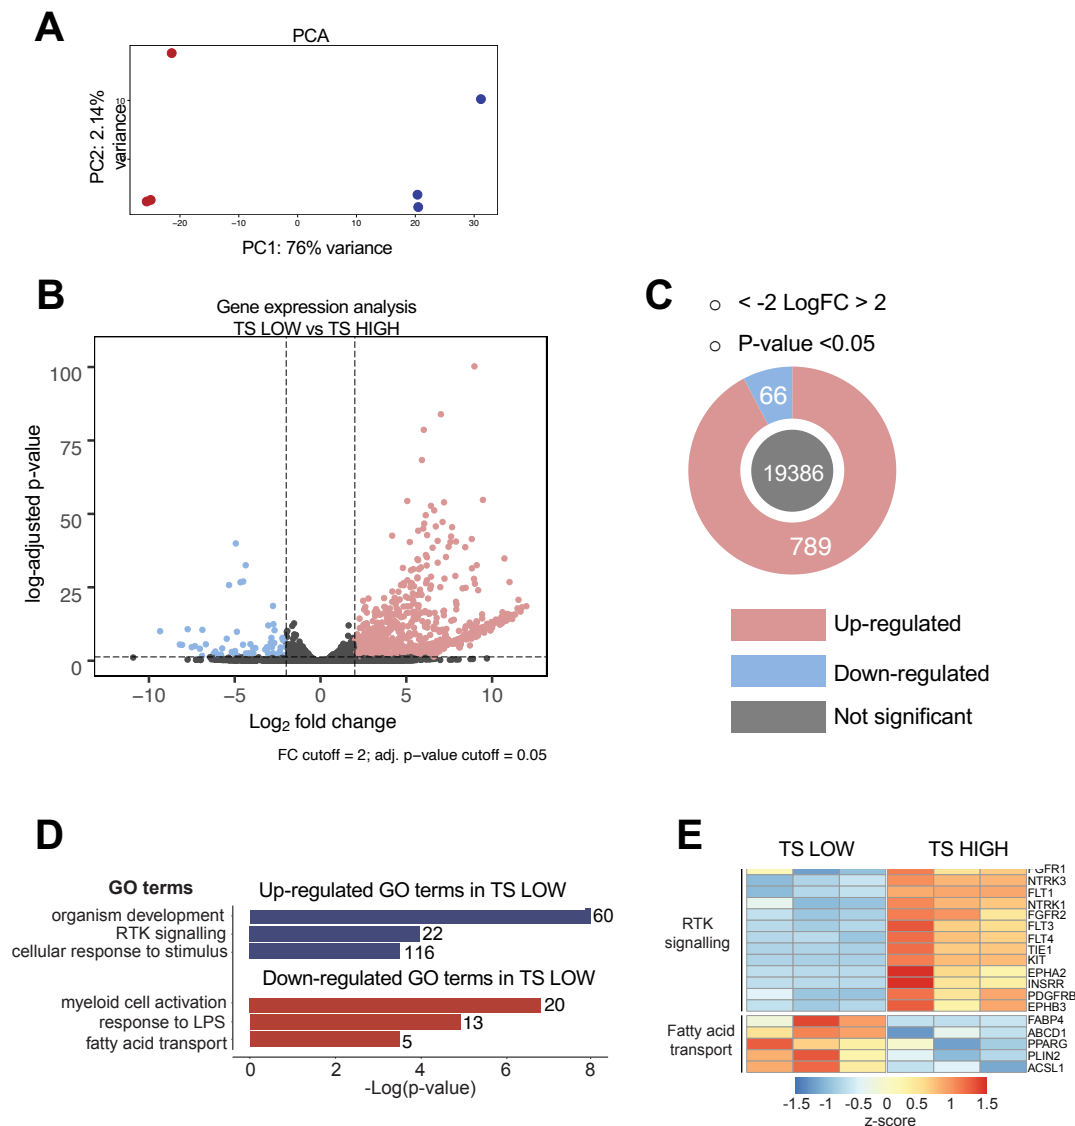 A
PCA
PC2: 2.14%
variance
10
−20
−10
0
10
20
30
PC1: 76% variance
B
Gene expression analysis
TS LOW vs TS HIGH
log-adjusted p-value
100
75
50
25
0
−10
−5
0
5
10
Log2 fold change
FC cutoff = 2; adj. p−value cutoff = 0.05
C
< -2 LogFC > 2
P-value <0.05
66
19386
789
Up-regulated
Down-regulated
Not significant
D
GO terms
Up-regulated GO terms in TS LOW
organism development
60
RTK signalling
22
cellular response to stimulus
116
Down-regulated GO terms in TS LOW
myeloid cell activation
20
response to LPS
13
fatty acid transport
5
0
2
4
6
8
-Log(p-value)
E
TS LOW
TS HIGH
RTK
signalling
FGFR1
NTRK3
FLT1
NTRK1
FGFR2
FLT3
FLT4
TIE1
KIT
EPHA2
INSRR
PDGFRB
EPHB3
Fatty acid
transport
FABP4
ABCD1
PPARG
PLIN2
ACSL1
-1.5 -1 -0.5 0 0.5 1 1.5
z-score